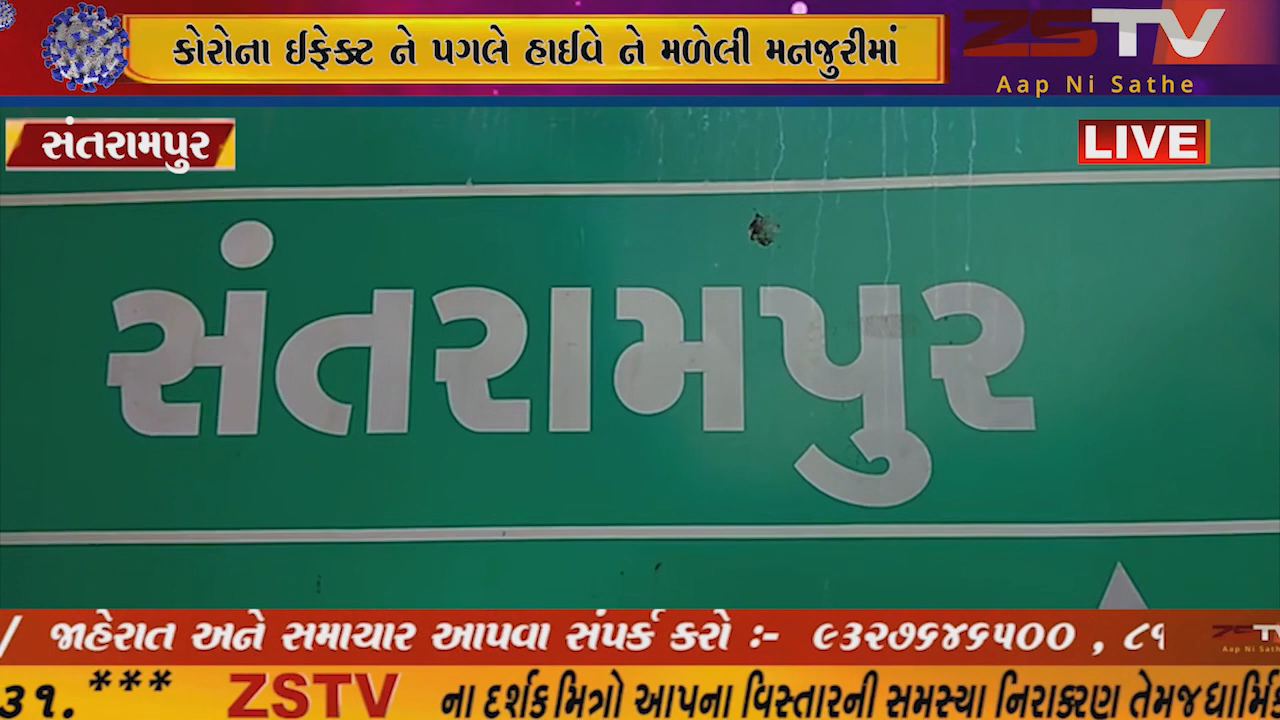 કોરોના ઈફેક્ટ ને પગલે હાઈવે તે મળેલી મનજુરીમાં
ZSTV
Aap Ni Sathe
સંતરામપુર
LIVE
સંતરામપુર
/ જાહેરાત અને સમાચાર આપવા સંપર્ક કરો :- ૯૩૨૭૬૪૬૫૦૦ , ૮૧
ZSTV
Aap Ni Sath
૩૧. *** ZSTV ના દર્શક મિત્રો આપના વિસ્તારની સમસ્યા નિરાકરણ તેમજ ધાર્મિક